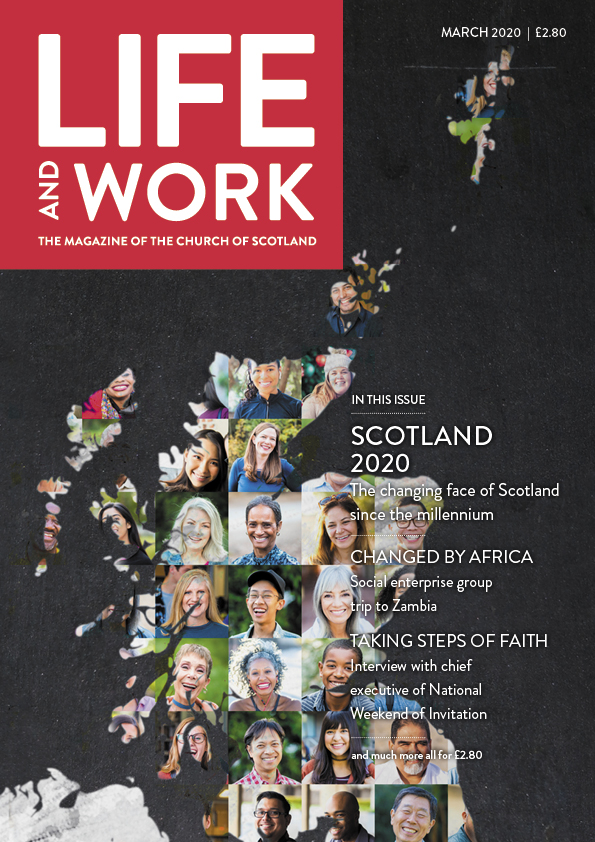 MARCH 2020 | £2.80
LIFE
AND WORK
THE MAGAZINE OF THE CHURCH OF SCOTLAND
IN THIS ISSUE
SCOTLAND
2020
The changing face of Scotland
since the millennium
CHANGED BY AFRICA
Social enterprise group
trip to Zambia
TAKING STEPS OF FAITH
Interview with chief
executive of National
Weekend of Invitation
and much more all for £2.80